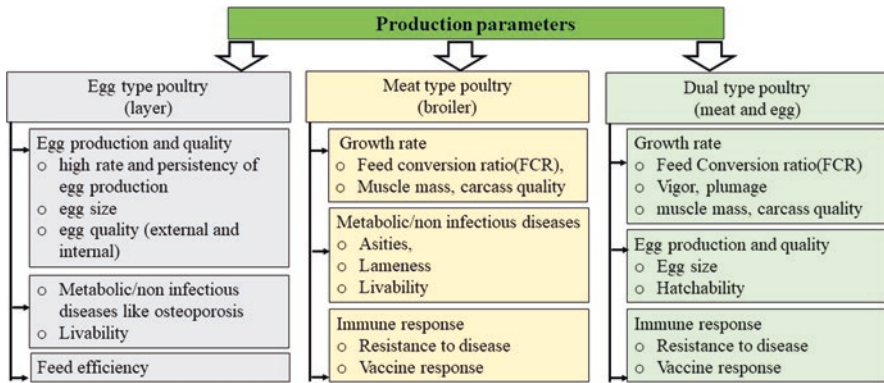 Production parameters
Egg type poultry
(layer)
Egg production and quality
○ high rate and persistency of
egg production
○ egg size
○ egg quality (external and
internal)
○ Metabolic/non infectious
diseases like osteoporosis
○ Livability
Feed efficiency
Meat type poultry
(broiler)
Growth rate
○ Feed conversion ratio(FCR),
○ Muscle mass, carcass quality
Metabolic/non infectious diseases
○ Asities,
○ Lameness
○ Livability
Immune response
○ Resistance to disease
○ Vaccine response
Dual type poultry
(meat and egg)
Growth rate
○ Feed Conversion ratio(FCR)
○ Vigor, plumage
○ muscle mass, carcass quality
Egg production and quality
○ Egg size
○ Hatchability
Immune response
○ Resistance to disease
○ Vaccine response